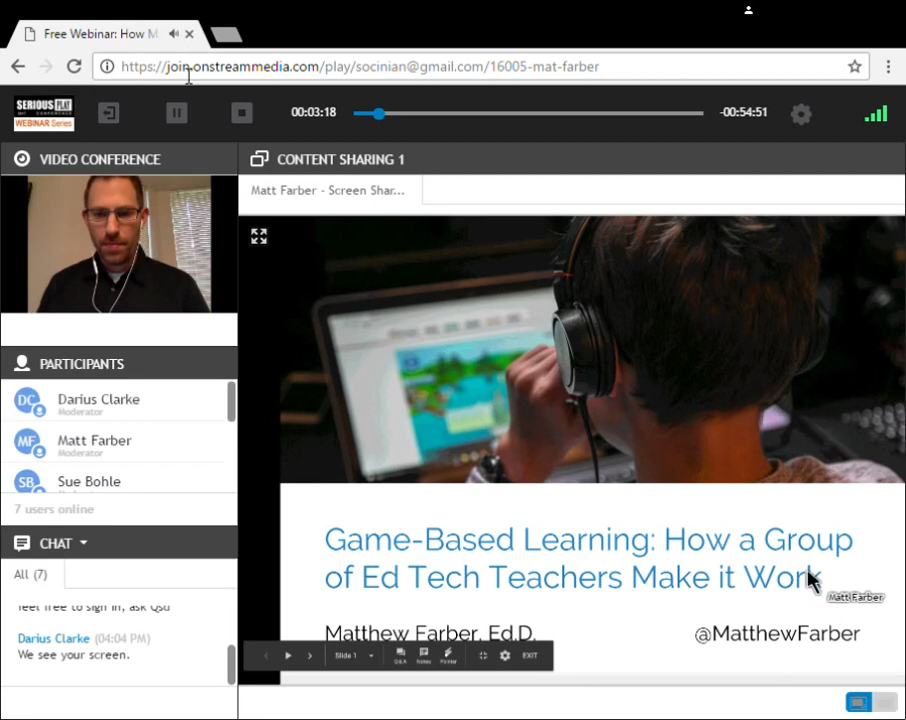 Free Webinar: How M
https://join.onstreammedia.com/play/socinian@gmail.com/16005-mat-farber
SERIOUS PLAY
CONFERENCE
WEBINAR Series
00:03:18
-00:54:51
VIDEO CONFERENCE
CONTENT SHARING 1
Matt Farber - Screen Shar...
PARTICIPANTS
DC Darius Clarke
Moderator
MF Matt Farber
Moderator
SB Sue Bohle
7 users online
CHAT
All (7)
feel free to sign in, ask Qsd
Darius Clarke (04:04 PM)
We see your screen.
Game-Based Learning: How a Group
of Ed Tech Teachers Make it Work
Matt Farber
Matthew Farber, Ed.D.
@MatthewFarber
Slide 1
Q&A
Notes
Pointer
EXIT